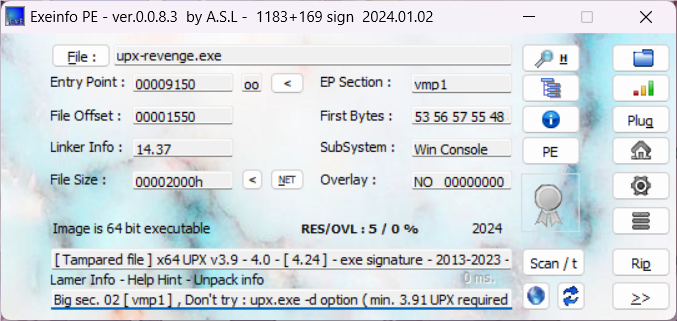 Exeinfo PE - ver.0.0.8.3 by A.S.L - 1183+169 sign 2024.01.02
File : upx-revenge.exe H
Entry Point : 00009150 oo < EP Section : vmp1
File Offset : 00001550 First Bytes : 53 56 57 55 48 Plug
Linker Info : 14.37 SubSystem : Win Console PE
File Size : 00002000h < NET Overlay : NO 00000000
Image is 64 bit executable RES/OVL : 5 / 0 % 2024
[ Tampared file ] x64 UPX v3.9 - 4.0 - [ 4.24 ] - exe signature - 2013-2023 - Scan / t Rip
Lamer Info - Help Hint - Unpack info 0 ms.
Big sec. 02 [ vmp1 ] , Don't try : upx.exe -d option ( min. 3.91 UPX required >>